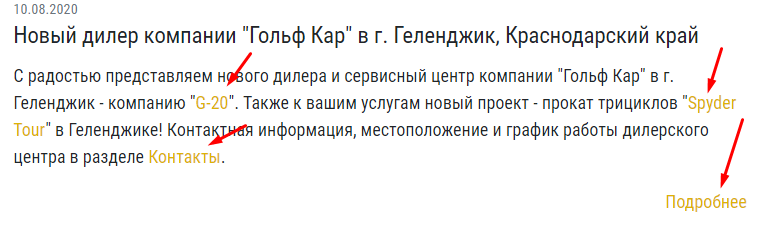 10.08.2020
Новый дилер компании "Гольф Кар" в г. Геленджик, Краснодарский край
С радостью представляем нового дилера и сервисный центр компании "Гольф Кар" в г.
Геленджик - компанию "G-20". Также к вашим услугам новый проект - прокат трициклов "Spyder
Tour" в Геленджике! Контактная информация, местоположение и график работы дилерского
центра в разделе Контакты.
Подробнее